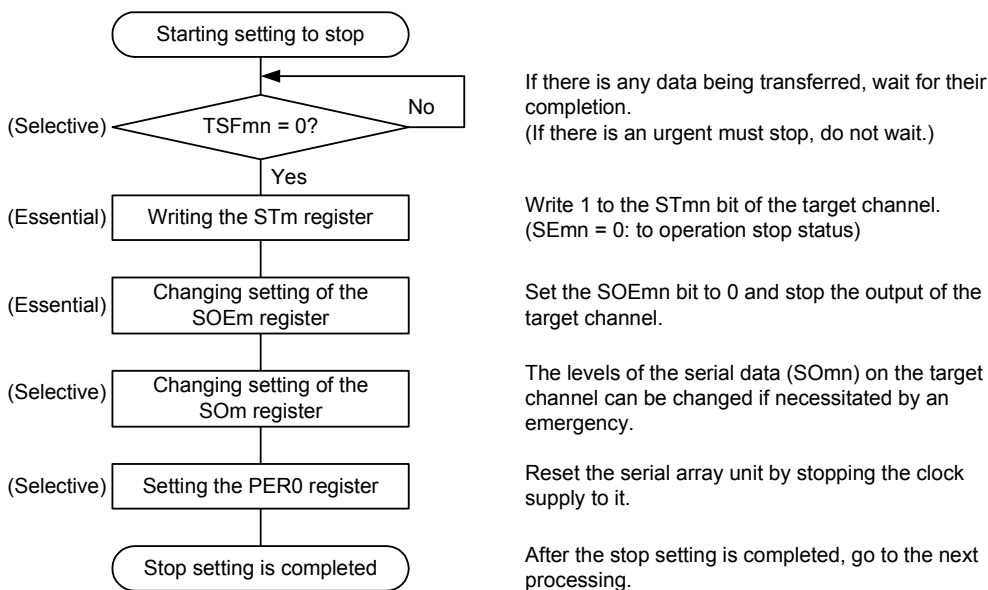 Starting setting to stop
No
If there is any data being transferred, wait for their
completion.
(If there is an urgent must stop, do not wait.)
(Selective)
TSFmn = 0?
Yes
(Essential)
Writing the STm register
Write 1 to the STmn bit of the target channel.
(SEmn = 0: to operation stop status)
(Essential)
Changing setting of the
SOEm register
Set the SOEmn bit to 0 and stop the output of the
target channel.
(Selective)
Changing setting of the
SOm register
The levels of the serial data (SOmn) on the target
channel can be changed if necessitated by an
emergency.
(Selective)
Setting the PER0 register
Reset the serial array unit by stopping the clock
supply to it.
Stop setting is completed
After the stop setting is completed, go to the next
processing.